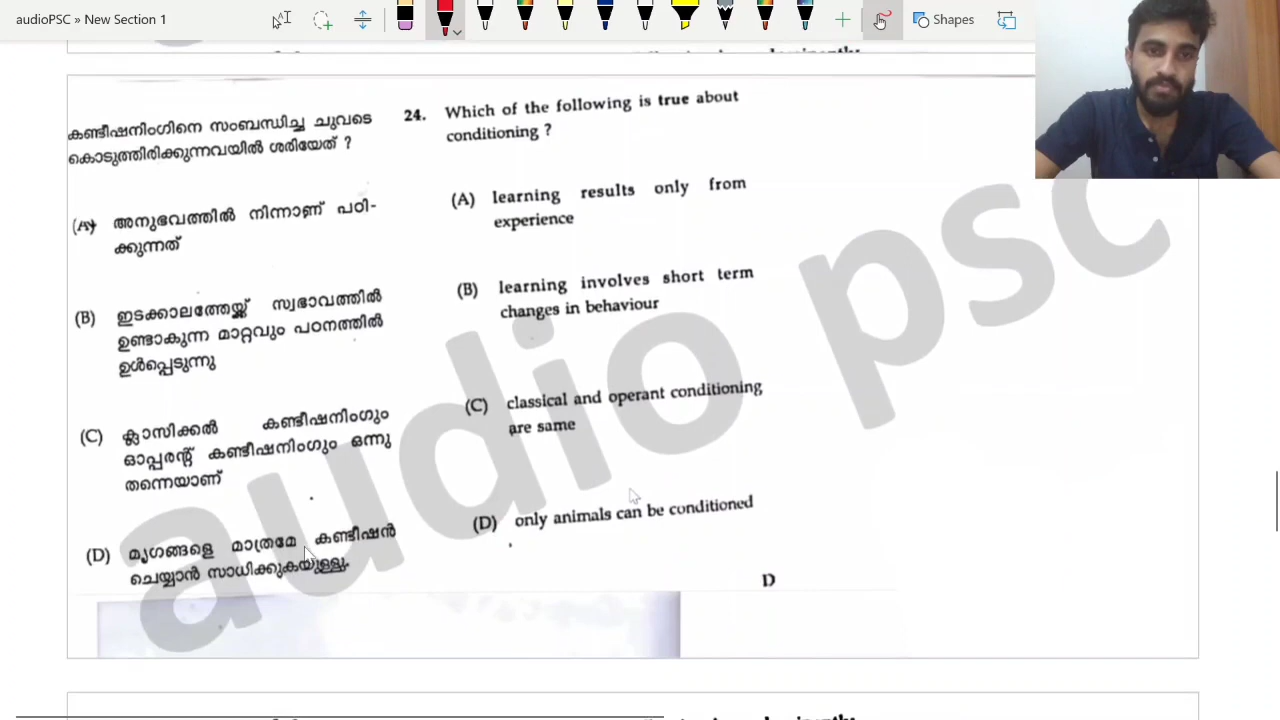 audioPSC » New Section 1
Shapes
കണ്ടീഷനിംഗിനെ സംബന്ധിച്ച ചുവടെ
കൊടുത്തിരിക്കുന്നവയിൽ ശരിയേത് ?
(A) അനുഭവത്തിൽ നിന്നാണ് പഠി-
ക്കുന്നത്
(B) ഇടക്കാലത്തേയ്ക്ക് സ്വഭാവത്തിൽ
ഉണ്ടാകുന്ന മാറ്റവും പഠനത്തിൽ
ഉൾപ്പെടുന്നു
(C) ക്ലാസിക്കൽ കണ്ടീഷനിംഗും
ഓപ്പരന്റ് കണ്ടീഷനിംഗും ഒന്നു
തന്നെയാണ്
(D) മൃഗങ്ങളെ മാത്രമേ കണ്ടീഷൻ
ചെയ്യാൻ സാധിക്കുകയുള്ളൂ
24. Which of the following is true about
conditioning ?
(A) learning results only from
experience
(B) learning involves short term
changes in behaviour
(C) classical and operant conditioning
are same
(D) only animals can be conditioned
D
audio psc